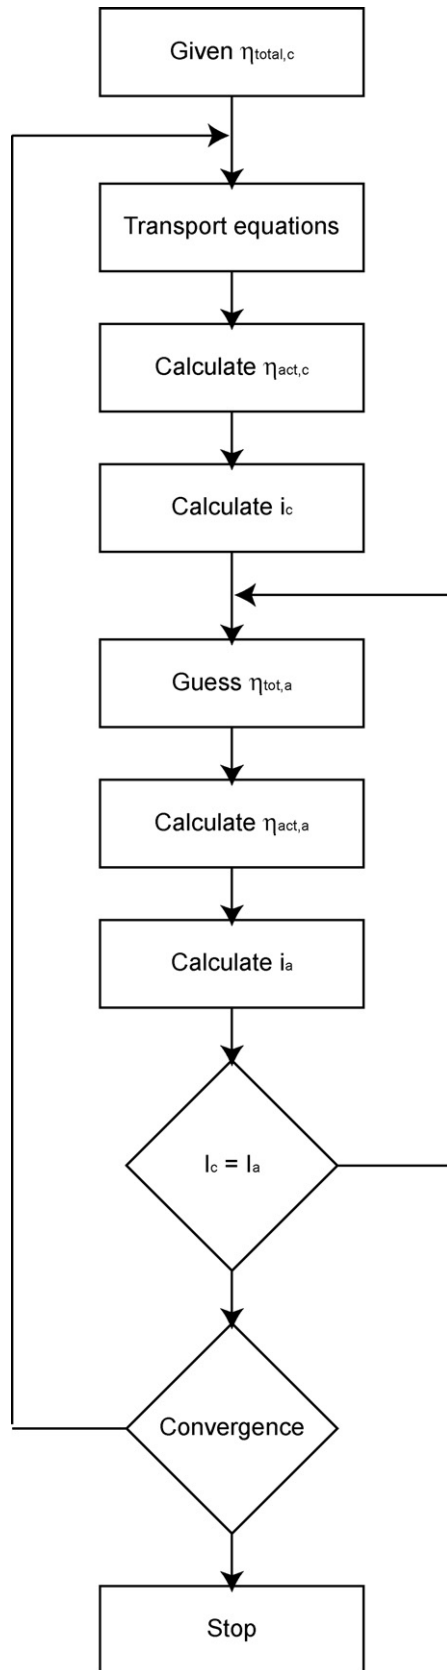 Given ηtotal,c
Transport equations
Calculate ηact,c
Calculate ic
Guess ηtot,a
Calculate ηact,a
Calculate ia
Ic = Ia
Convergence
Stop